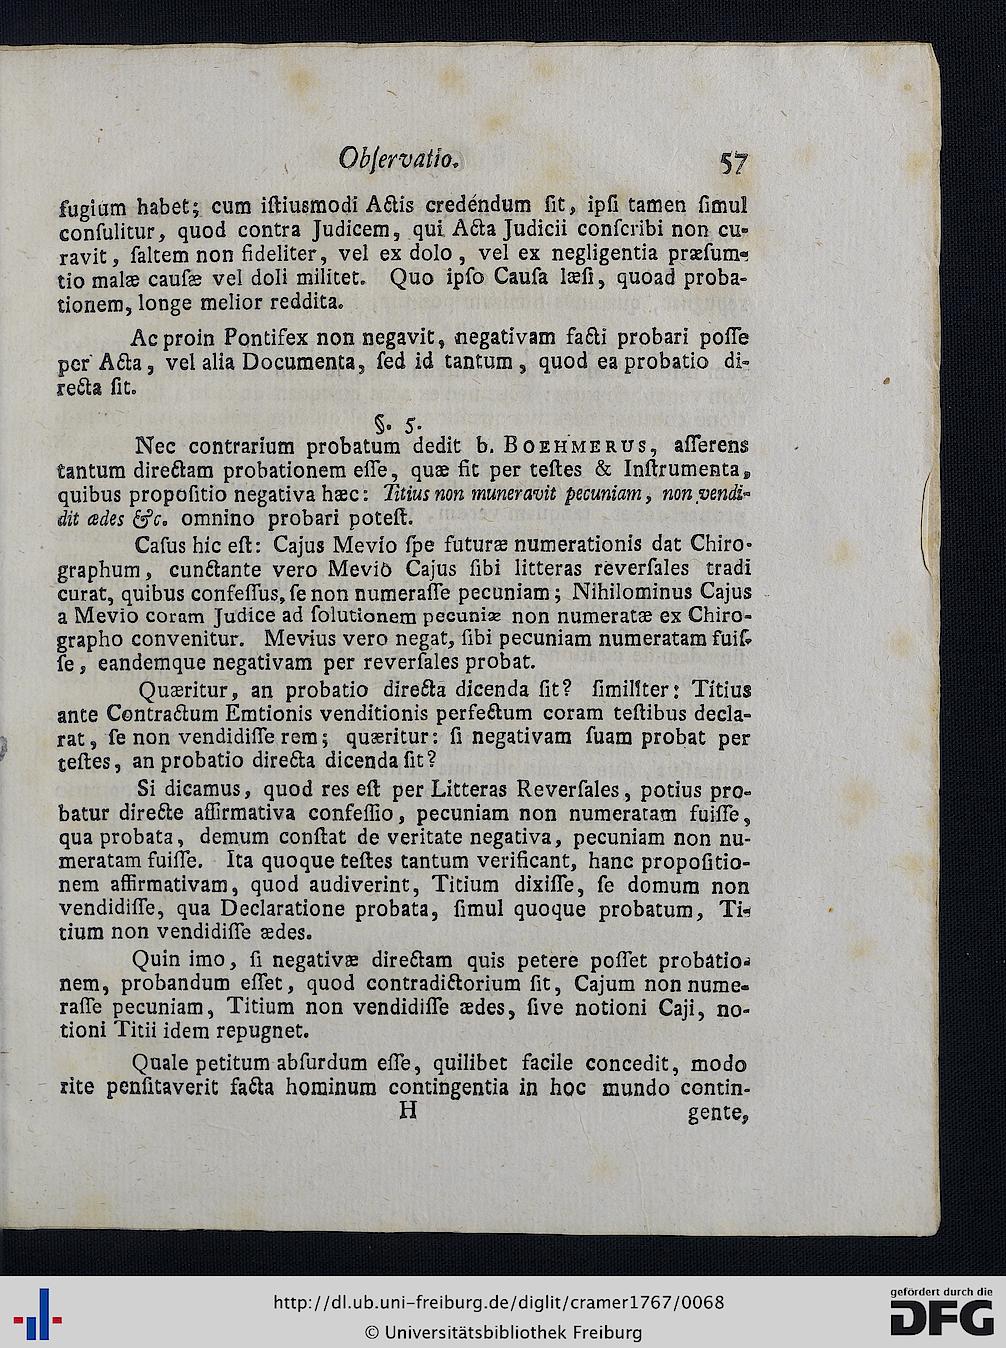 Obſervatio. 57
fugium habet; cum iſtiusmodi Actis credendum ſit, ipſi tamen ſimul
conſulitur, quod contra Judicem, qui Acta Judicii conſcribi non cu-
ravit, ſaltem non fideliter, vel ex dolo, vel ex negligentia præſum-
tio malæ cauſæ vel doli militet. Quo ipſo Cauſa læſi, quoad proba-
tionem, longe melior reddita.
Ac proin Pontifex non negavit, negativam facti probari poſſe
per Acta, vel alia Documenta, ſed id tantum, quod ea probatio di-
recta ſit.
§. 5.
Nec contrarium probatum dedit b. BOEHMERUS, aſſerens
tantum directam probationem eſſe, quæ fit per teſtes & Inſtrumenta,
quibus propoſitio negativa hæc: Titius non muneravit pecuniam, non vendi-
dit ædes &c. omnino probari poteſt.
Caſus hic eſt: Cajus Mevio ſpe futuræ numerationis dat Chiro-
graphum, cunctante vero Mevio Cajus ſibi litteras reverſales tradi
curat, quibus confeſſus, ſe non numeraſſe pecuniam; Nihilominus Cajus
a Mevio coram Judice ad ſolutionem pecuniæ non numeratæ ex Chiro-
grapho convenitur. Mevius vero negat, ſibi pecuniam numeratam fuiſ-
ſe, eandemque negativam per reverſales probat.
Quæritur, an probatio directa dicenda ſit? ſimiliter: Titius
ante Contractum Emtionis venditionis perfectum coram teſtibus decla-
rat, ſe non vendidiſſe rem; quæritur: ſi negativam ſuam probat per
teſtes, an probatio directa dicenda ſit?
Si dicamus, quod res eſt per Litteras Reverſales, potius pro-
batur directe affirmativa confeſſio, pecuniam non numeratam fuiſſe,
qua probata, demum conſtat de veritate negativa, pecuniam non nu-
meratam fuiſſe. Ita quoque teſtes tantum verificant, hanc propoſitio-
nem affirmativam, quod audiverint, Titium dixiſſe, ſe domum non
vendidiſſe, qua Declaratione probata, ſimul quoque probatum, Ti-
tium non vendidiſſe ædes.
Quin imo, ſi negativæ directam quis petere poſſet probatio-
nem, probandum eſſet, quod contradictorium ſit, Cajum non nume-
raſſe pecuniam, Titium non vendidiſſe ædes, ſive notioni Caji, no-
tioni Titii idem repugnet.
Quale petitum abſurdum eſſe, quilibet facile concedit, modo
rite penſitaverit facta hominum contingentia in hoc mundo contin-
H gente,
http://dl.ub.uni-freiburg.de/diglit/cramer1767/0068
© Universitätsbibliothek Freiburg
gefördert durch die
DFG